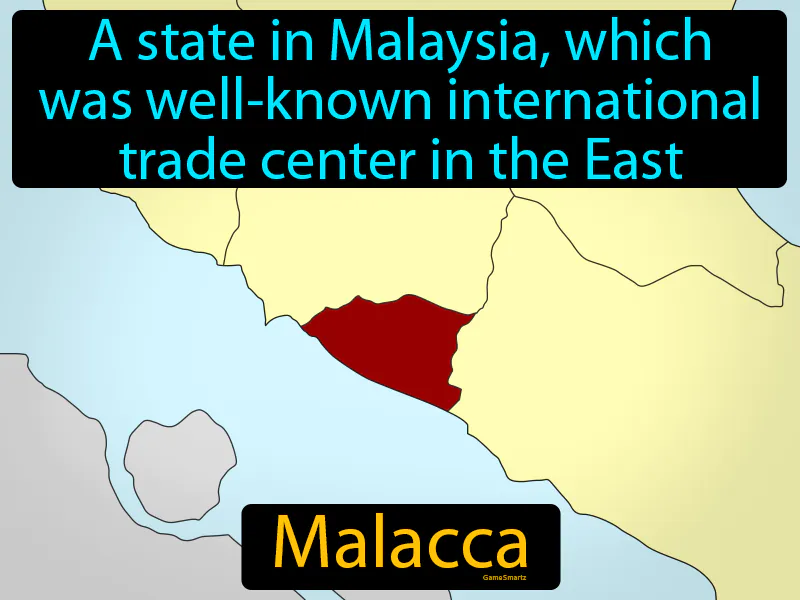 A state in Malaysia, which
was well-known international
trade center in the East
Malacca
GameSmartz